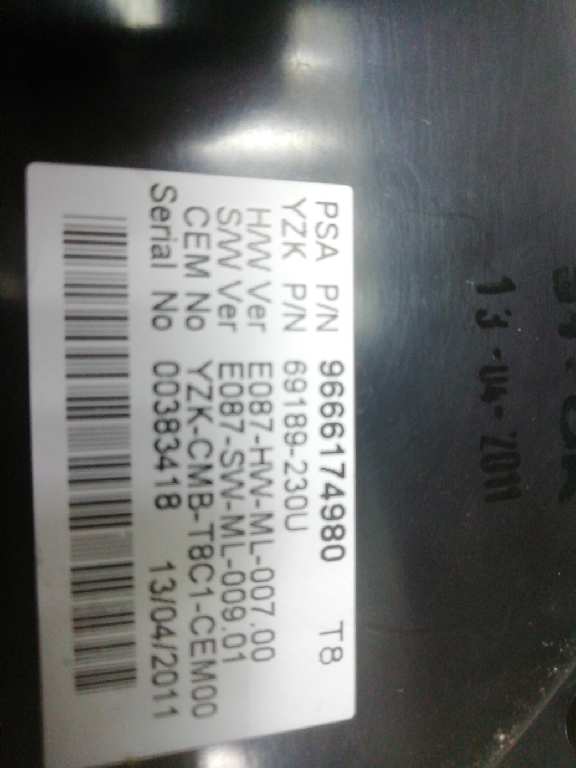 PSA P/N 9666174980 T8
YZK P/N 69189-230U
H/W Ver E087-HW-ML-007.00
S/W Ver E087-SW-ML-009.01
CEM No YZK-CMB-T8C1-CEM00
Serial No 00383418 13/04/2011
13-04-2011